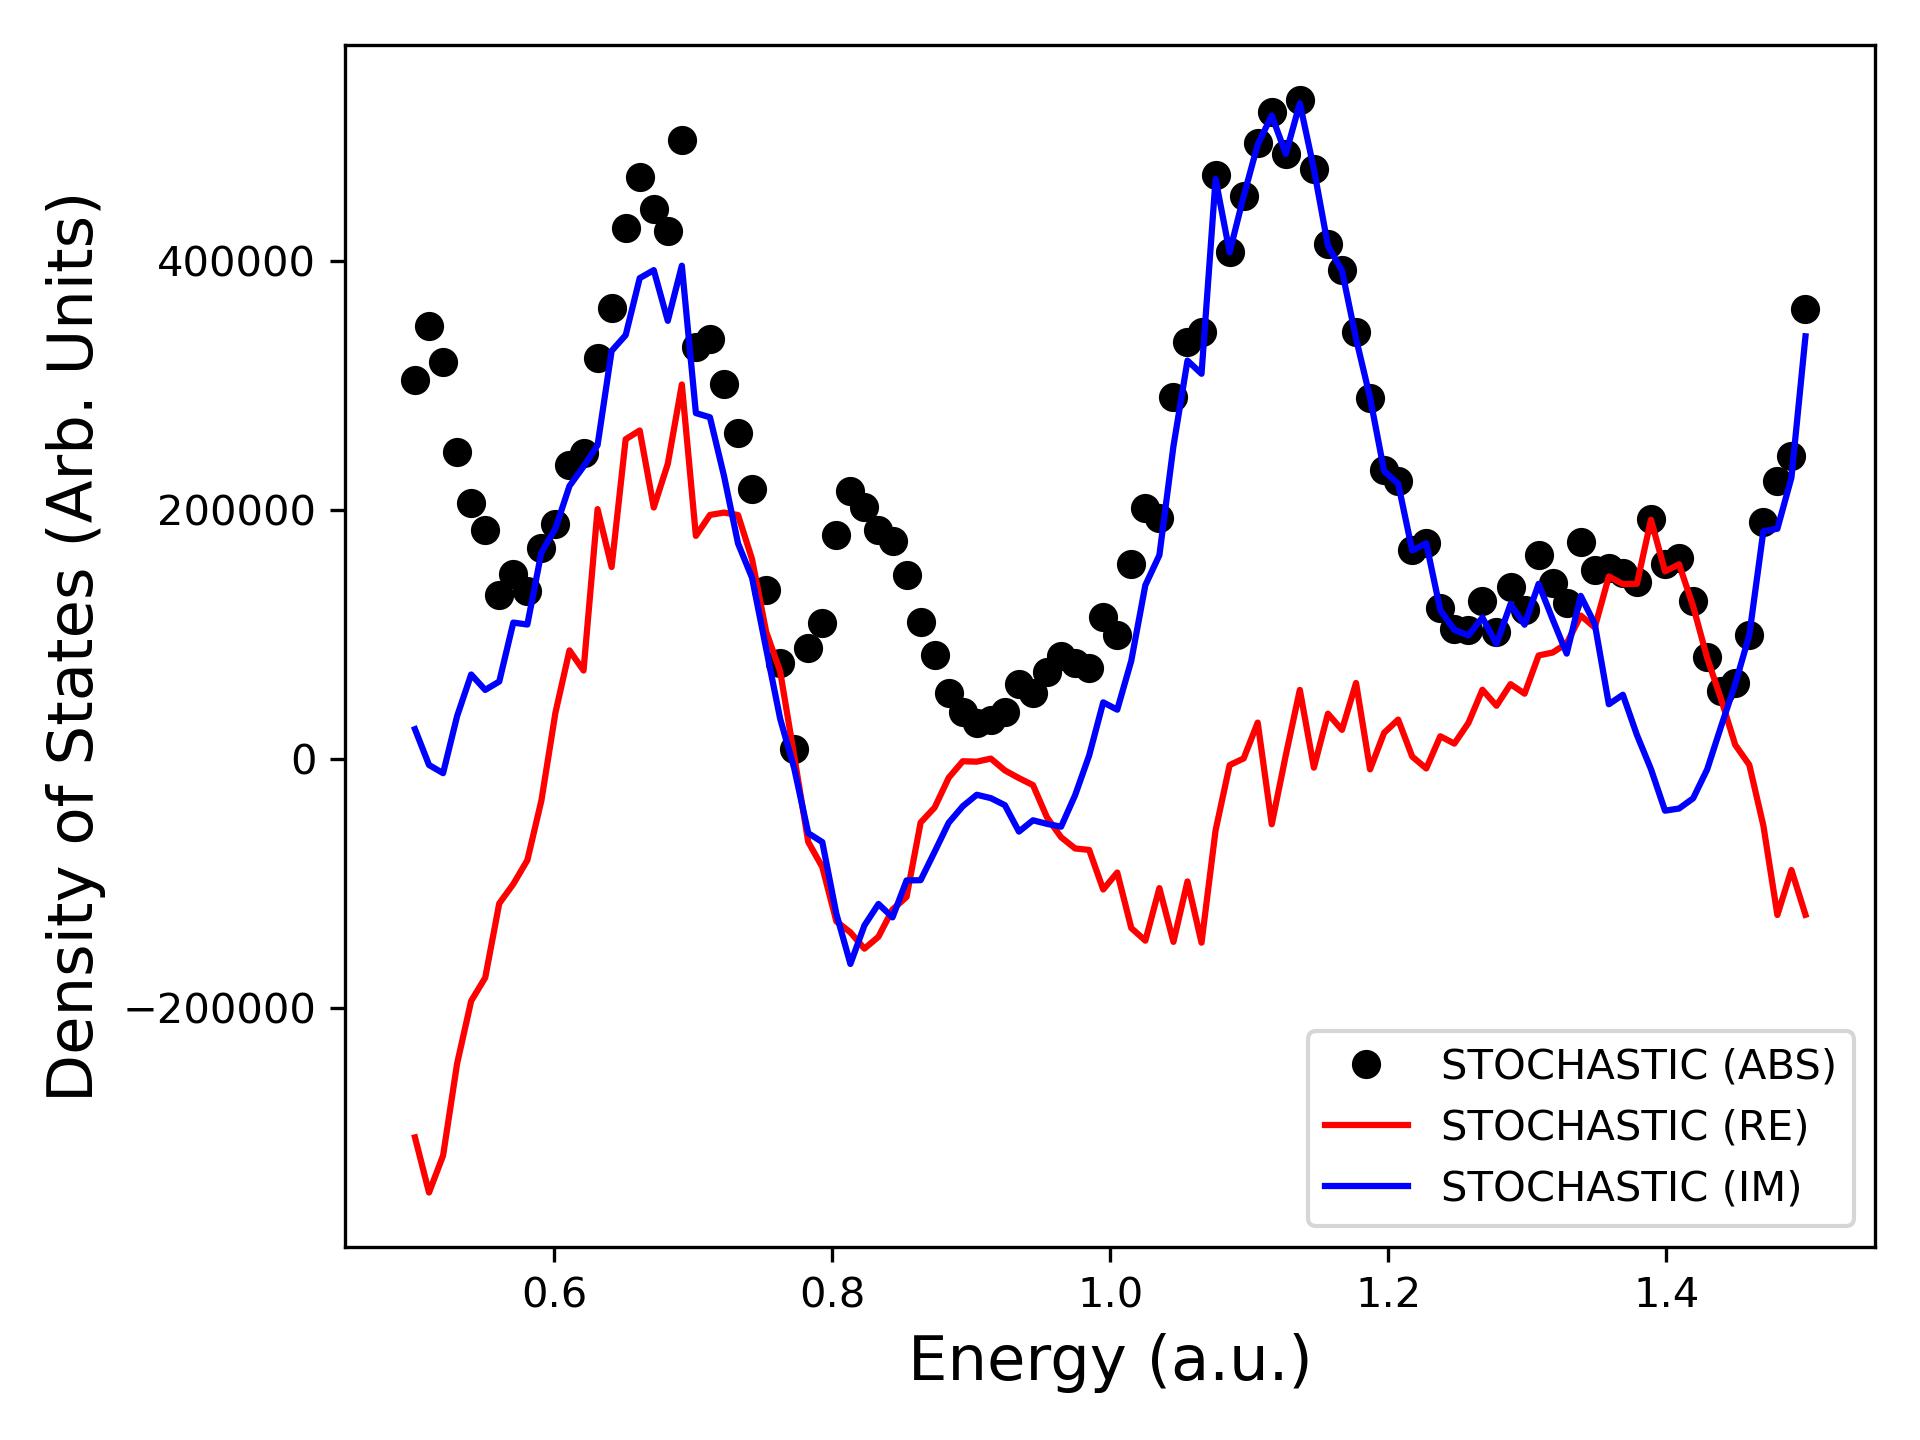 Density of States (Arb. Units)
400000
200000
0
−200000
STOCHASTIC (ABS)
STOCHASTIC (RE)
STOCHASTIC (IM)
0.6 0.8 1.0 1.2 1.4
Energy (a.u.)